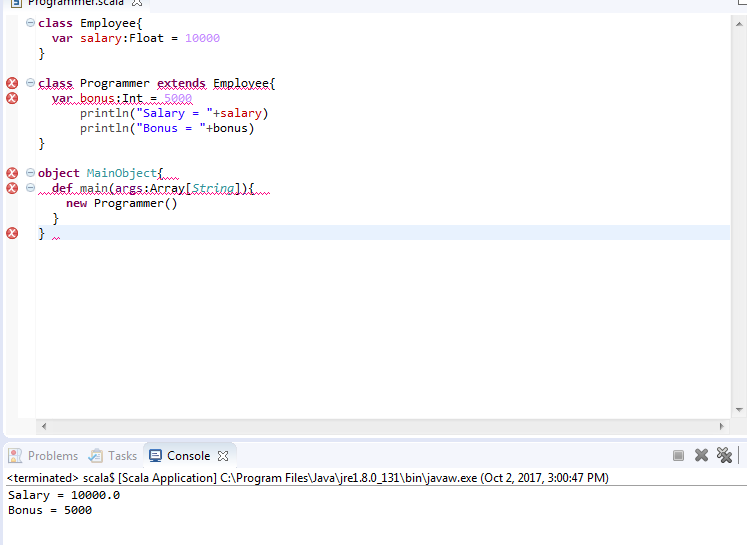 Programmer.scala
class Employee{
var salary:Float = 10000
}
class Programmer extends Employee{
var bonus:Int = 5000
println("Salary = "+salary)
println("Bonus = "+bonus)
}
object MainObject{
def main(args:Array[String]){
new Programmer()
}
}
Problems Tasks Console
<terminated> scala$ [Scala Application] C:\Program Files\Java\jre1.8.0_131\bin\javaw.exe (Oct 2, 2017, 3:00:47 PM)
Salary = 10000.0
Bonus = 5000